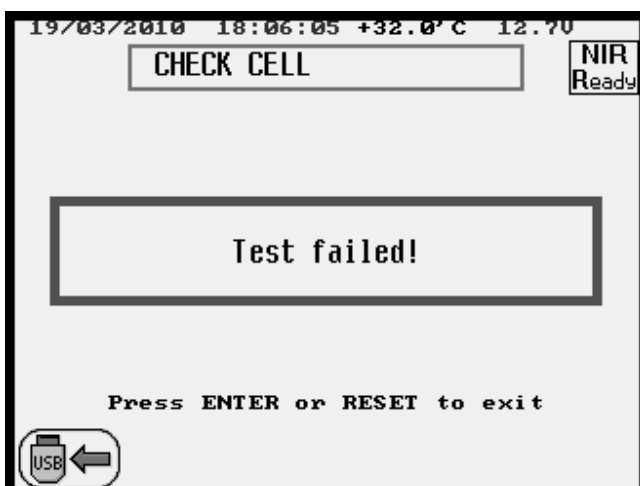 19/03/2010 18:06:05 +32.0°C 12.7V
CHECK CELL
NIR
Ready
Test failed!
Press ENTER or RESET to exit
USB